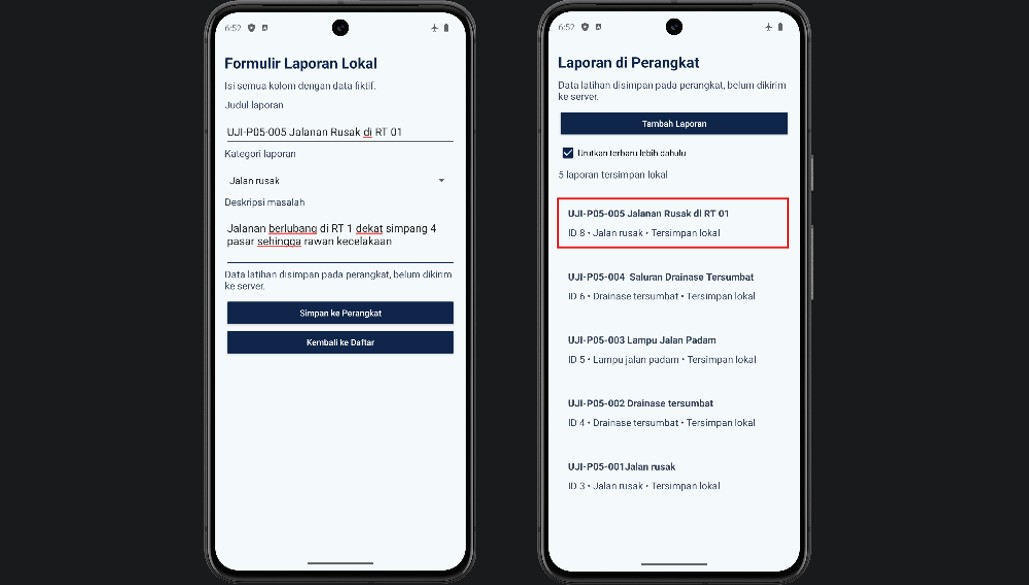 6:52
Formulir Laporan Lokal
Isi semua kolom dengan data fiktif.
Judul laporan
UJI-P05-005 Jalanan Rusak di RT 01
Kategori laporan
Jalan rusak
Deskripsi masalah
Jalanan berlubang di RT 1 dekat simpang 4
pasar sehingga rawan kecelakaan
Data latihan disimpan pada perangkat, belum dikirim
ke server.
Simpan ke Perangkat
Kembali ke Daftar
6:52
Laporan di Perangkat
Data latihan disimpan pada perangkat, belum dikirim
ke server.
Tambah Laporan
Urutkan terbaru lebih dahulu
5 laporan tersimpan lokal
UJI-P05-005 Jalanan Rusak di RT 01
ID 8 • Jalan rusak • Tersimpan lokal
UJI-P05-004  Saluran Drainase Tersumbat
ID 6 • Drainase tersumbat • Tersimpan lokal
UJI-P05-003 Lampu Jalan Padam
ID 5 • Lampu jalan padam • Tersimpan lokal
UJI-P05-002 Drainase tersumbat
ID 4 • Drainase tersumbat • Tersimpan lokal
UJI-P05-001Jalan rusak
ID 3 • Jalan rusak • Tersimpan lokal